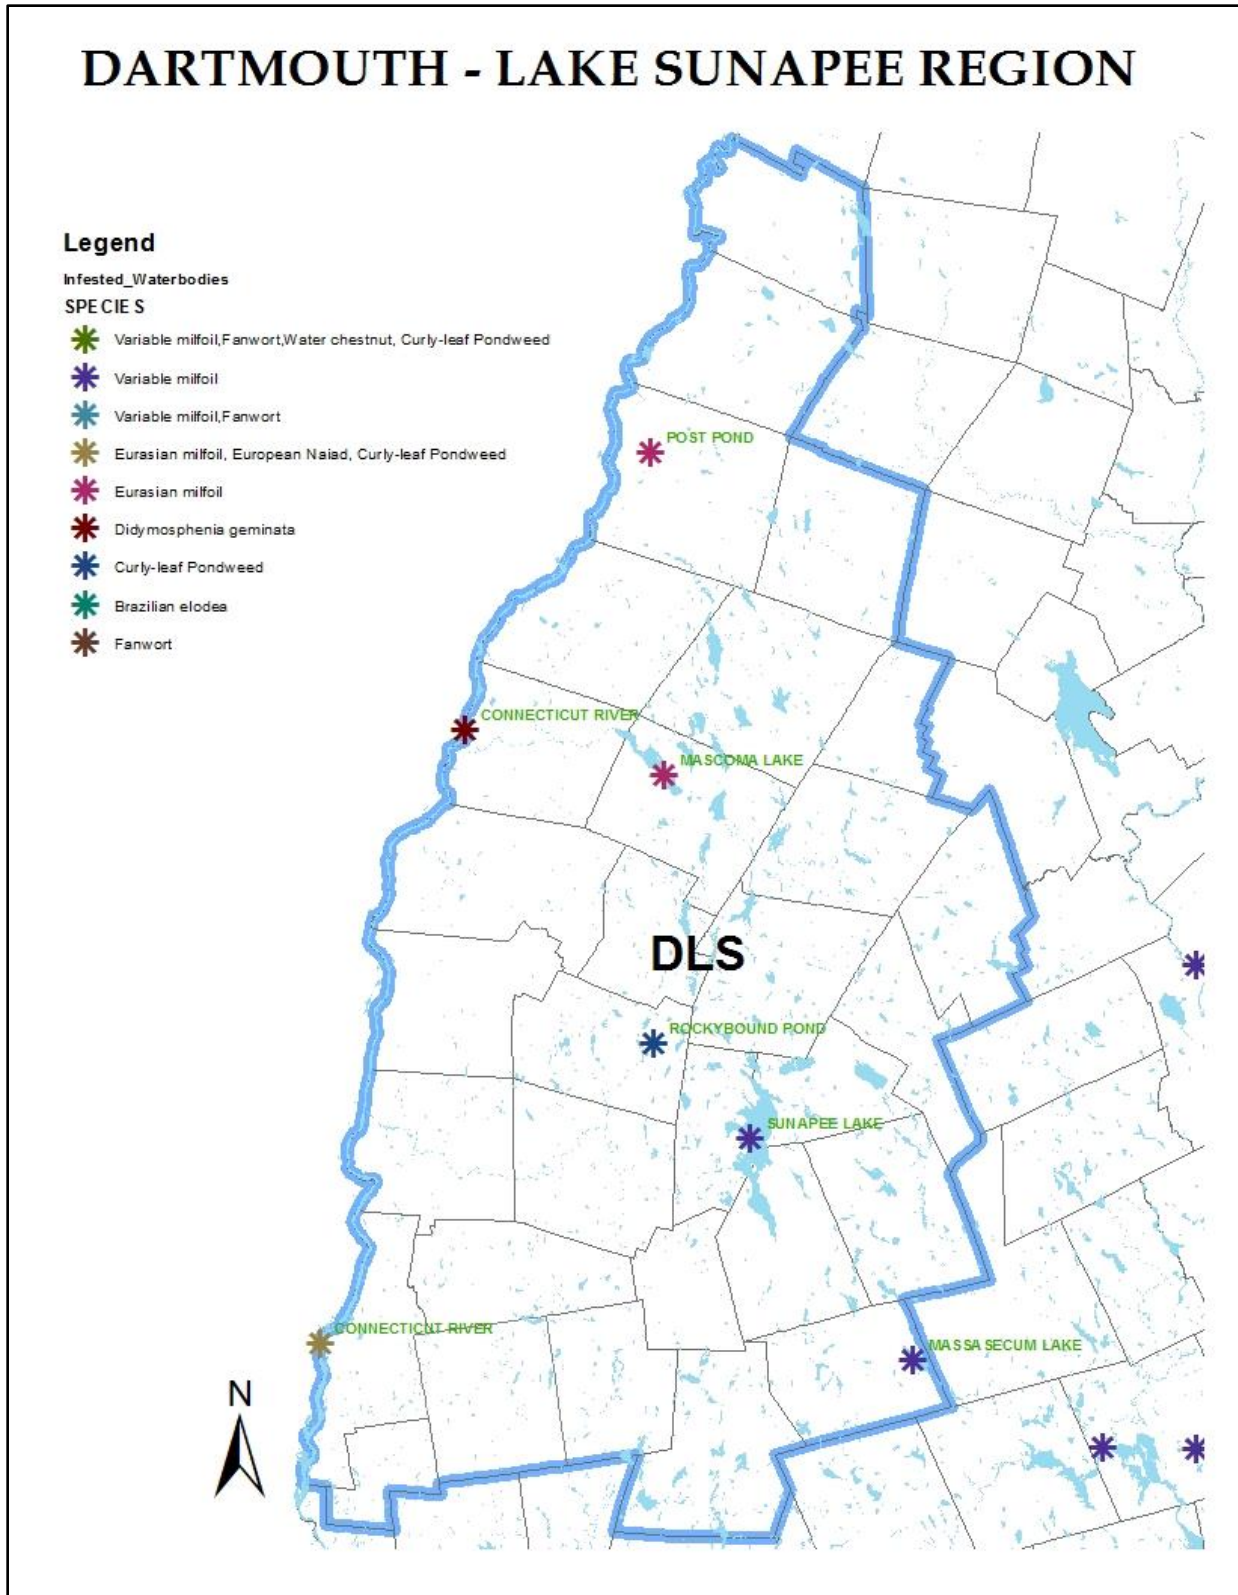 DARTMOUTH - LAKE SUNAPEE REGION
Legend
Infested_Waterbodies
SPECIES
Variable milfoil,Fanwort,Water chestnut, Curly-leaf Pondweed
Variable milfoil
Variable milfoil,Fanwort
Eurasian milfoil, European Naiad, Curly-leaf Pondweed
Eurasian milfoil
Didymosphenia geminata
Curly-leaf Pondweed
Brazilian elodea
Fanwort
POST POND
CONNECTICUT RIVER
MASCOMA LAKE
DLS
ROCKYBOUND POND
SUNAPEE LAKE
CONNECTICUT RIVER
MASSASECUM LAKE
N